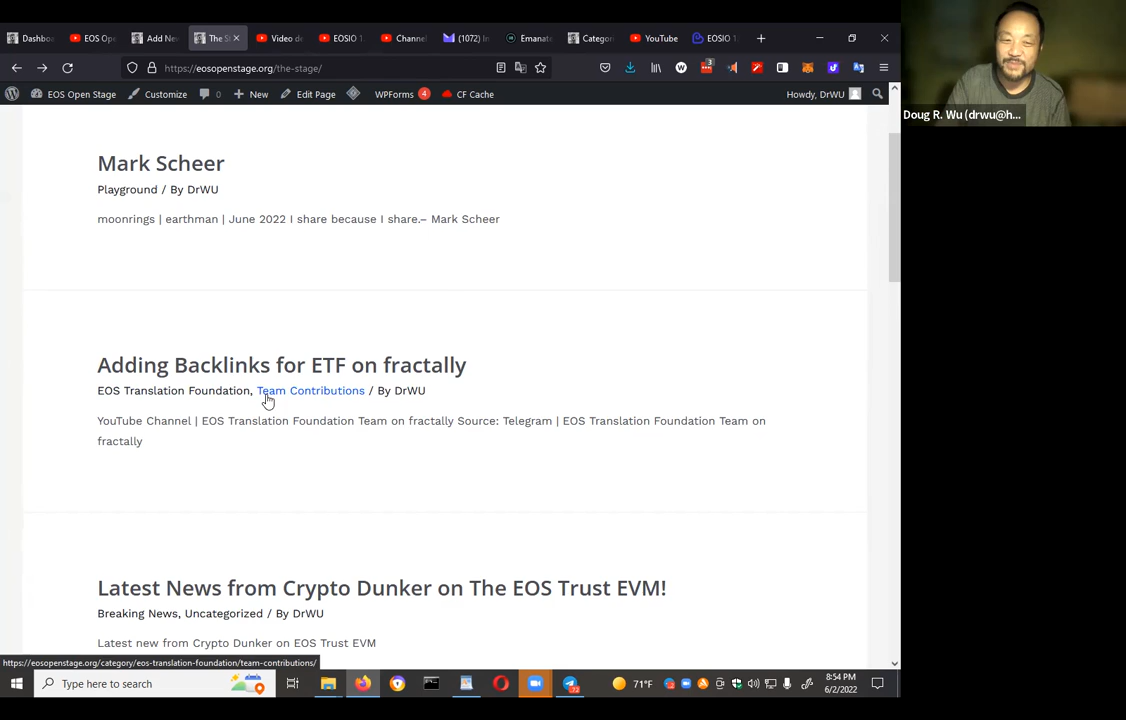 Dashbo
EOS Op
Add Ne
The S
Video d
EOSIO
Channe
(1072) In
Emanat
Categor
YouTube
EOSIO T
https://eosopenstage.org/the-stage/
3
EOS Open Stage
Customize
0
New
Edit Page
WPForms 4
CF Cache
Howdy, DrWU
Doug R. Wu (drwu@h...
Mark Scheer
Playground / By DrWU
moonrings | earthman | June 2022 I share because I share.– Mark Scheer
Adding Backlinks for ETF on fractally
EOS Translation Foundation, Team Contributions / By DrWU
YouTube Channel | EOS Translation Foundation Team on fractally Source: Telegram | EOS Translation Foundation Team on
fractally
Latest News from Crypto Dunker on The EOS Trust EVM!
Breaking News, Uncategorized / By DrWU
Latest new from Crypto Dunker on EOS Trust EVM
https://eosopenstage.org/category/eos-translation-foundation/team-contributions/
Type here to search
71°F
8:54 PM
6/2/2022